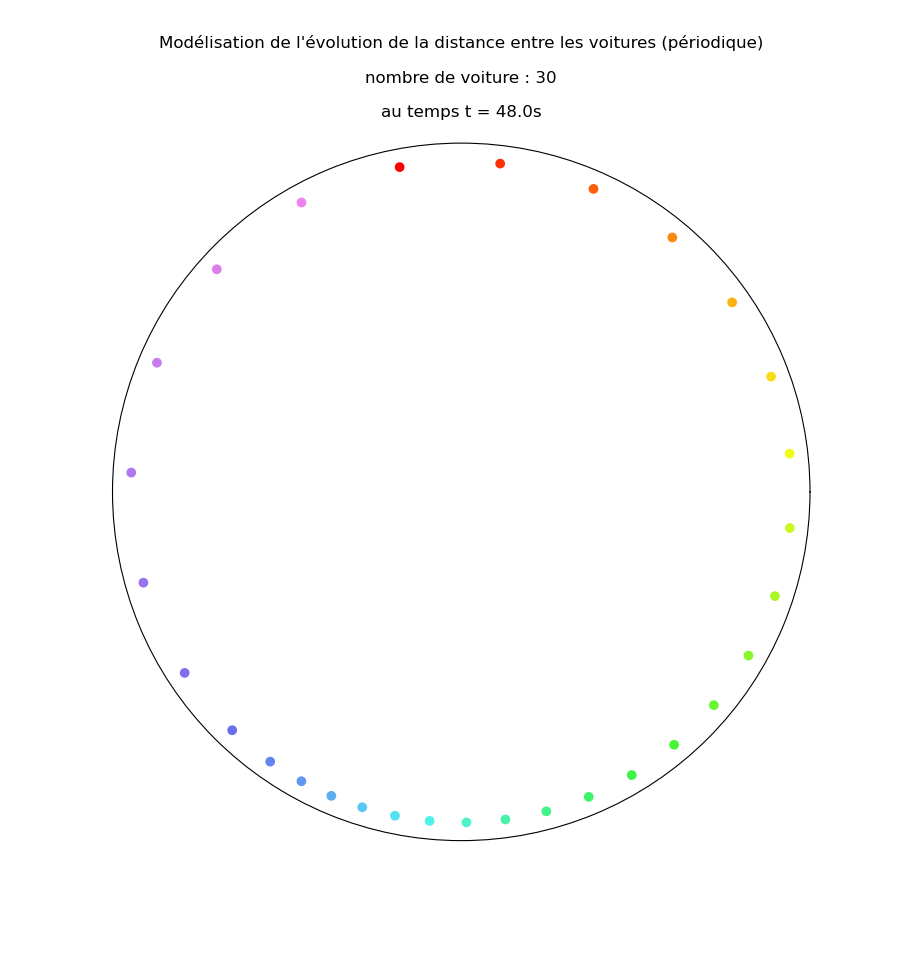 Modélisation de l'évolution de la distance entre les voitures (périodique)
nombre de voiture : 30
au temps t = 48.0s